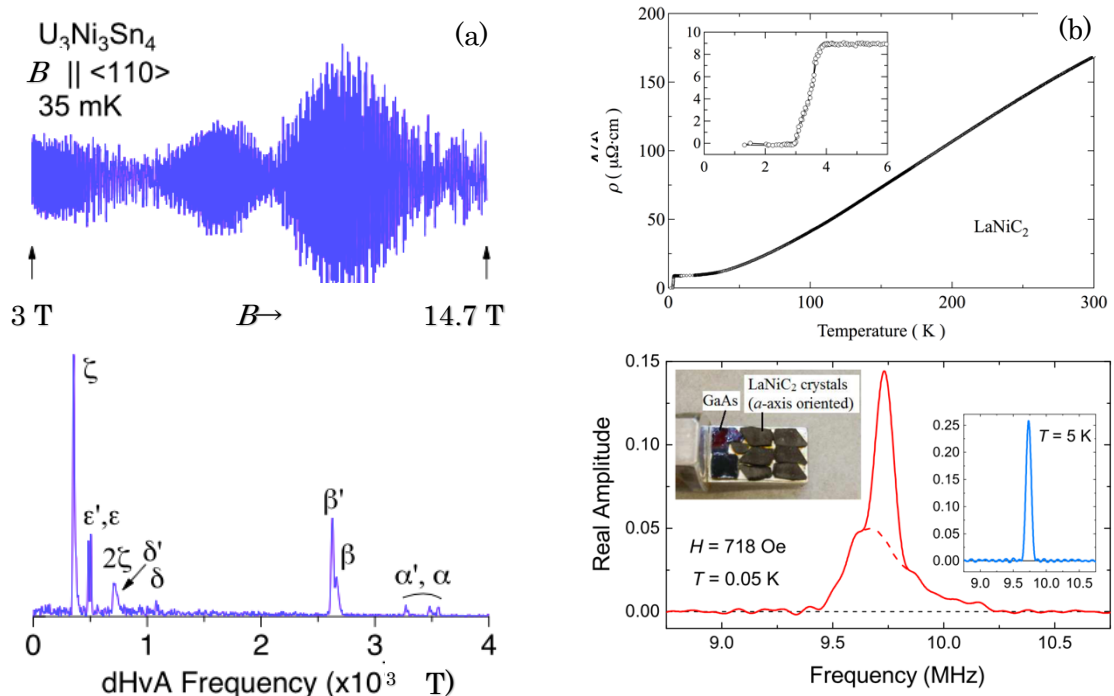 U₃Ni₃Sn₄
B || <110>
35 mK
(a)
3 T
B→
14.7 T
ζ
ε',ε
2ζ
δ'
δ
β'
β
α', α
0
1
2
3
4
dHvA Frequency (x10³ T)
(b)
200
150
100
50
0
ρ ( μΩ·cm)
10
8
6
4
2
0
0
2
4
6
LaNiC₂
0
100
200
300
Temperature ( K )
0.15
0.10
0.05
0.00
Real Amplitude
GaAs
LaNiC₂ crystals
(a-axis oriented)
H = 718 Oe
T = 0.05 K
T = 5 K
0.25
0.20
0.15
0.10
0.05
0.00
9.0
9.5
10.0
10.5
9.0
9.5
10.0
10.5
Frequency (MHz)